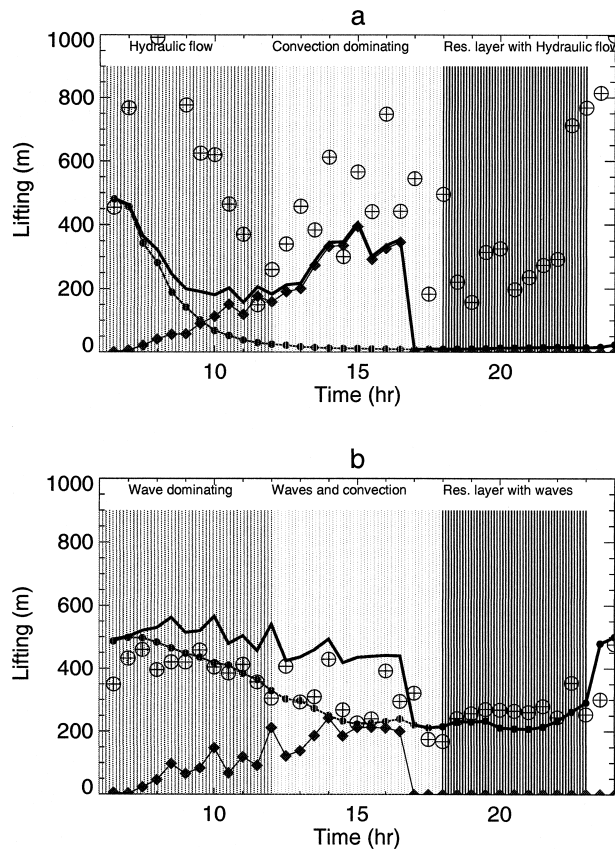 a
1000
Hydraulic flow
Convection dominating
Res. layer with Hydraulic flow
800
600
400
200
0
Lifting (m)
10
15
20
Time (hr)
b
1000
Wave dominating
Waves and convection
Res. layer with waves
800
600
400
200
0
Lifting (m)
10
15
20
Time (hr)